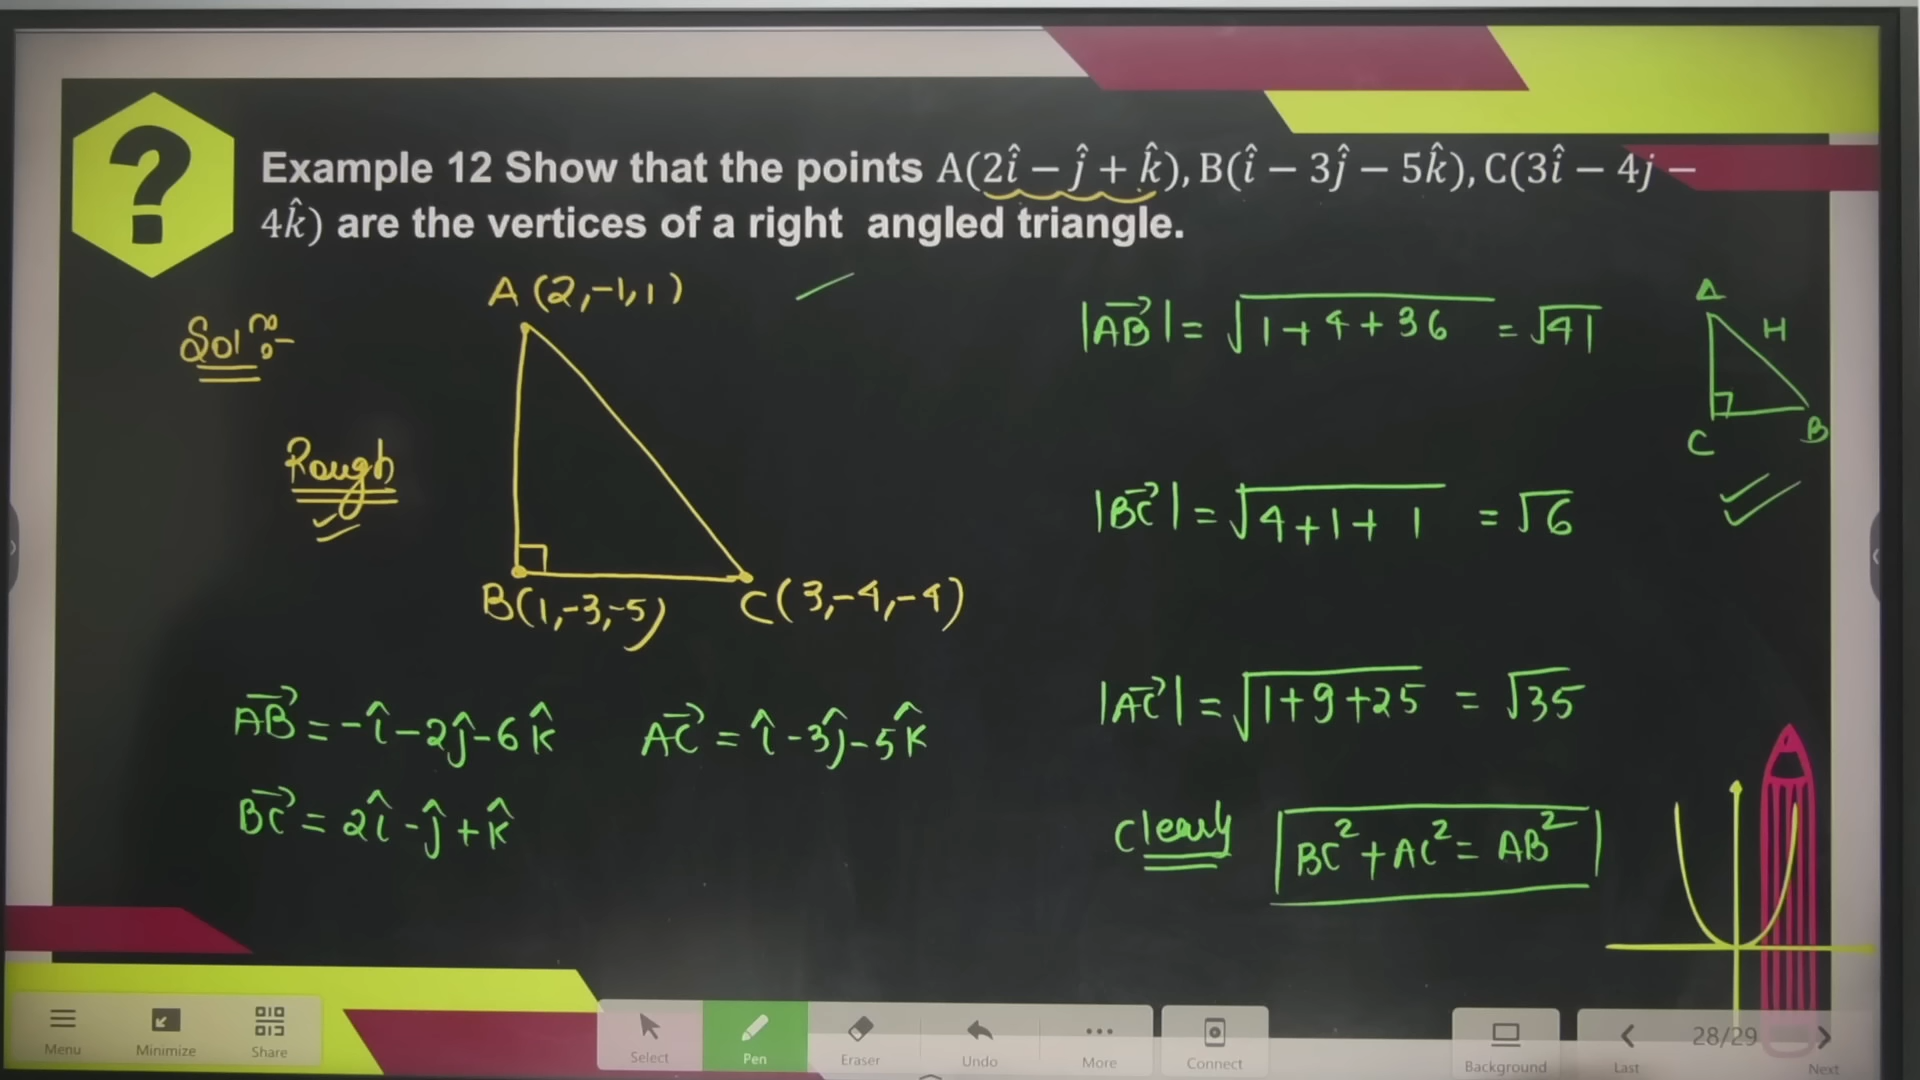 ?
Example 12 Show that the points A(2î − ĵ + k̂), B(î − 3ĵ − 5k̂), C(3î − 4j −
4k̂) are the vertices of a right angled triangle.
Solⁿ:-
Rough
A (2,-1,1)
B(1,-3,-5)
C(3,-4,-4)
AB⃗ = -î-2ĵ-6k̂
AC⃗ = î-3ĵ-5k̂
BC⃗ = 2î-ĵ+k̂
|AB⃗| = √(1+4+36) = √41
|BC⃗| = √(4+1+1) = √6
|AC⃗| = √(1+9+25) = √35
Clearly BC²+AC² = AB²
A
H
C
B
Menu
Minimize
Share
Select
Pen
Eraser
Undo
More
Connect
Background
Last
28/29
Next